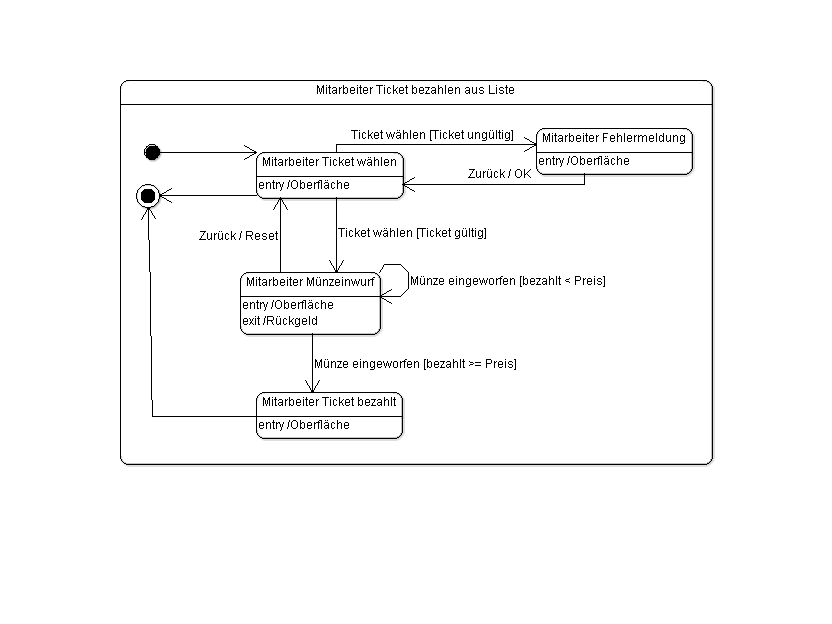 Mitarbeiter Ticket bezahlen aus Liste
Ticket wählen [Ticket ungültig]
Mitarbeiter Fehlermeldung
entry /Oberfläche
Mitarbeiter Ticket wählen
entry /Oberfläche
Zurück / OK
Zurück / Reset
Ticket wählen [Ticket gültig]
Mitarbeiter Münzeinwurf
entry /Oberfläche
exit /Rückgeld
Münze eingeworfen [bezahlt < Preis]
Münze eingeworfen [bezahlt >= Preis]
Mitarbeiter Ticket bezahlt
entry /Oberfläche